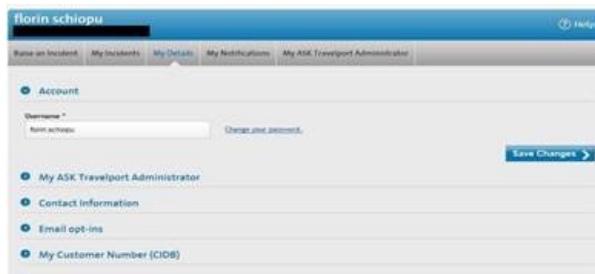 florin schiopu
Help
Raise an Incident My Incidents My Details My Notifications My ASK Travelport Administrator
Account
Username *
florin schiopu Change your password.
Save Changes
My ASK Travelport Administrator
Contact Information
Email opt-ins
My Customer Number (CIDB)